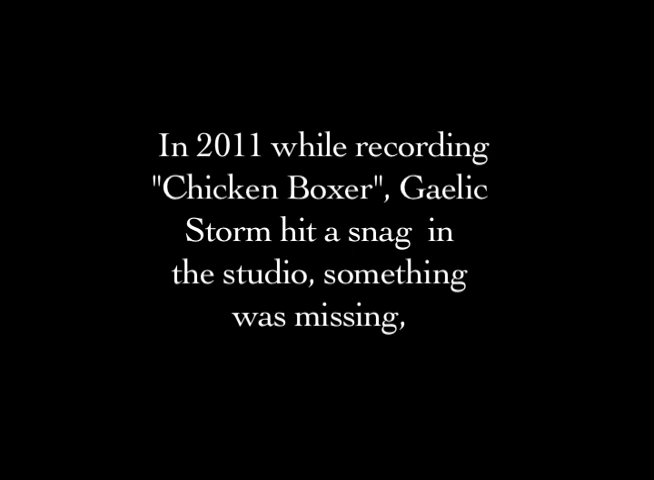 In 2011 while recording
"Chicken Boxer", Gaelic
Storm hit a snag  in
the studio, something
was missing,